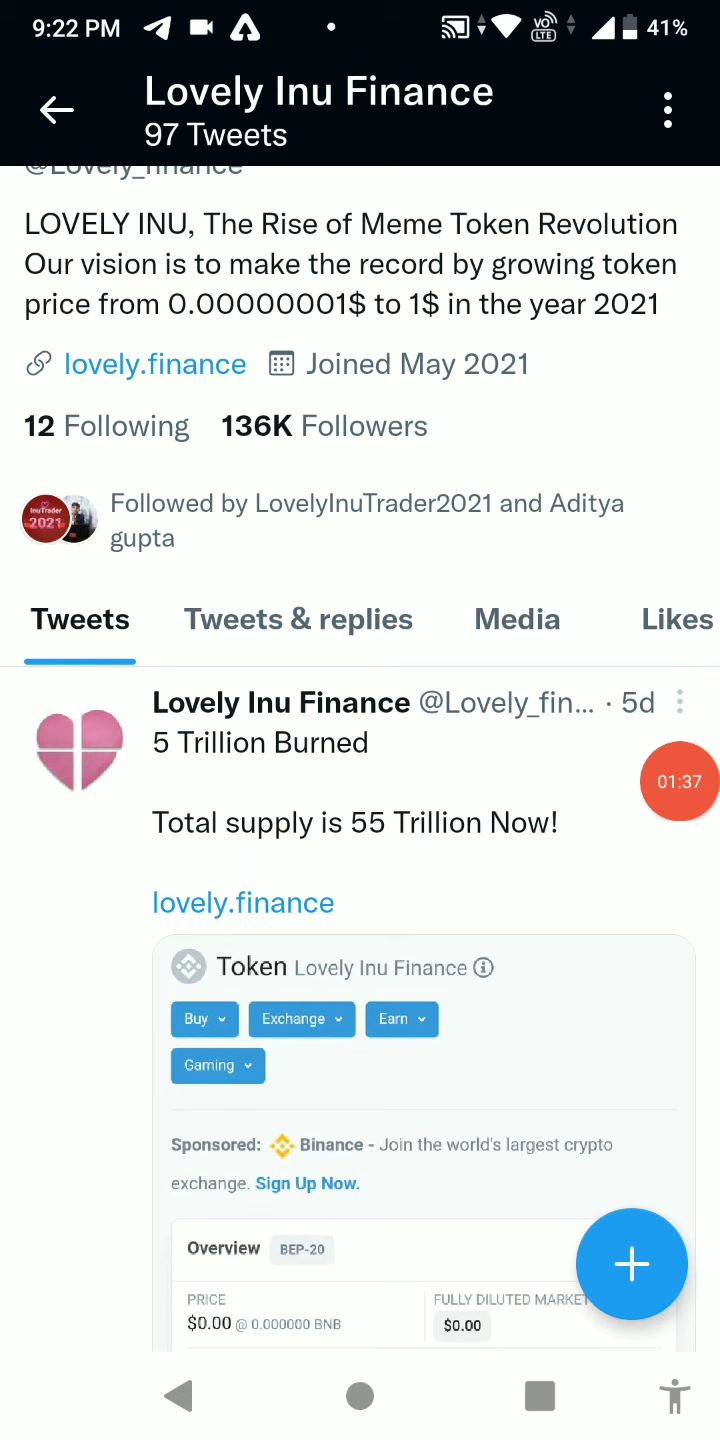 9:22 PM
VO
LTE
41%
Lovely Inu Finance
97 Tweets
@Lovely_finance
LOVELY INU, The Rise of Meme Token Revolution
Our vision is to make the record by growing token
price from 0.00000001$ to 1$ in the year 2021
lovely.finance Joined May 2021
12 Following 136K Followers
InuTrader
2021
Followed by LovelyInuTrader2021 and Aditya
gupta
Tweets Tweets & replies Media Likes
Lovely Inu Finance @Lovely_fin... · 5d
5 Trillion Burned
01:37
Total supply is 55 Trillion Now!
lovely.finance
Token Lovely Inu Finance
Buy Exchange Earn
Gaming
Sponsored: Binance - Join the world's largest crypto
exchange. Sign Up Now.
Overview BEP-20
PRICE FULLY DILUTED MARKET
$0.00 @ 0.000000 BNB $0.00